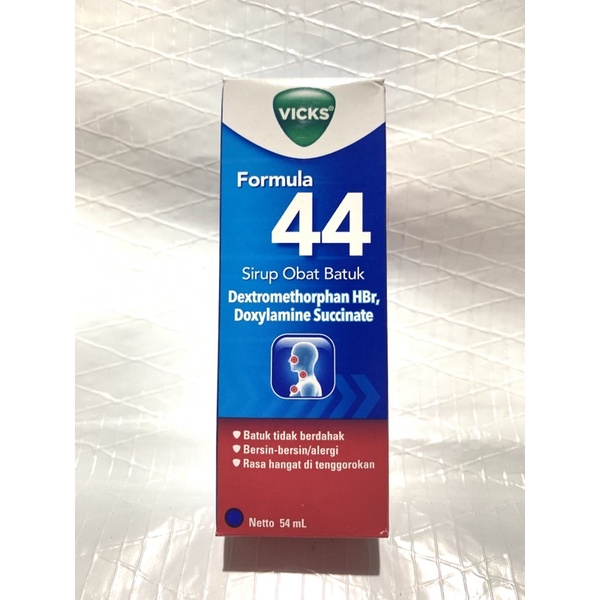 VICKS®
Formula
44
Sirup Obat Batuk
Dextromethorphan HBr,
Doxylamine Succinate
Batuk tidak berdahak
Bersin-bersin/alergi
Rasa hangat di tenggorokan
Netto 54 mL